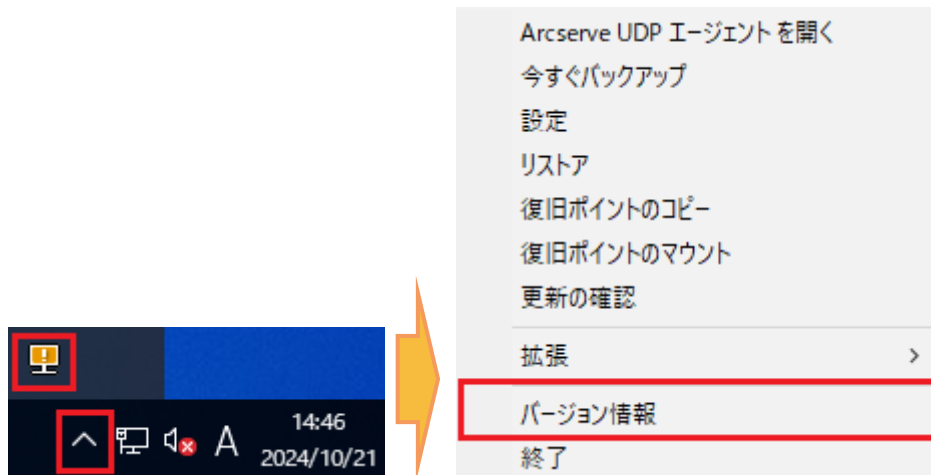 Arcserve UDP エージェント を開く
今すぐバックアップ
設定
リストア
復旧ポイントのコピー
復旧ポイントのマウント
更新の確認
拡張
バージョン情報
終了
A
14:46
2024/10/21